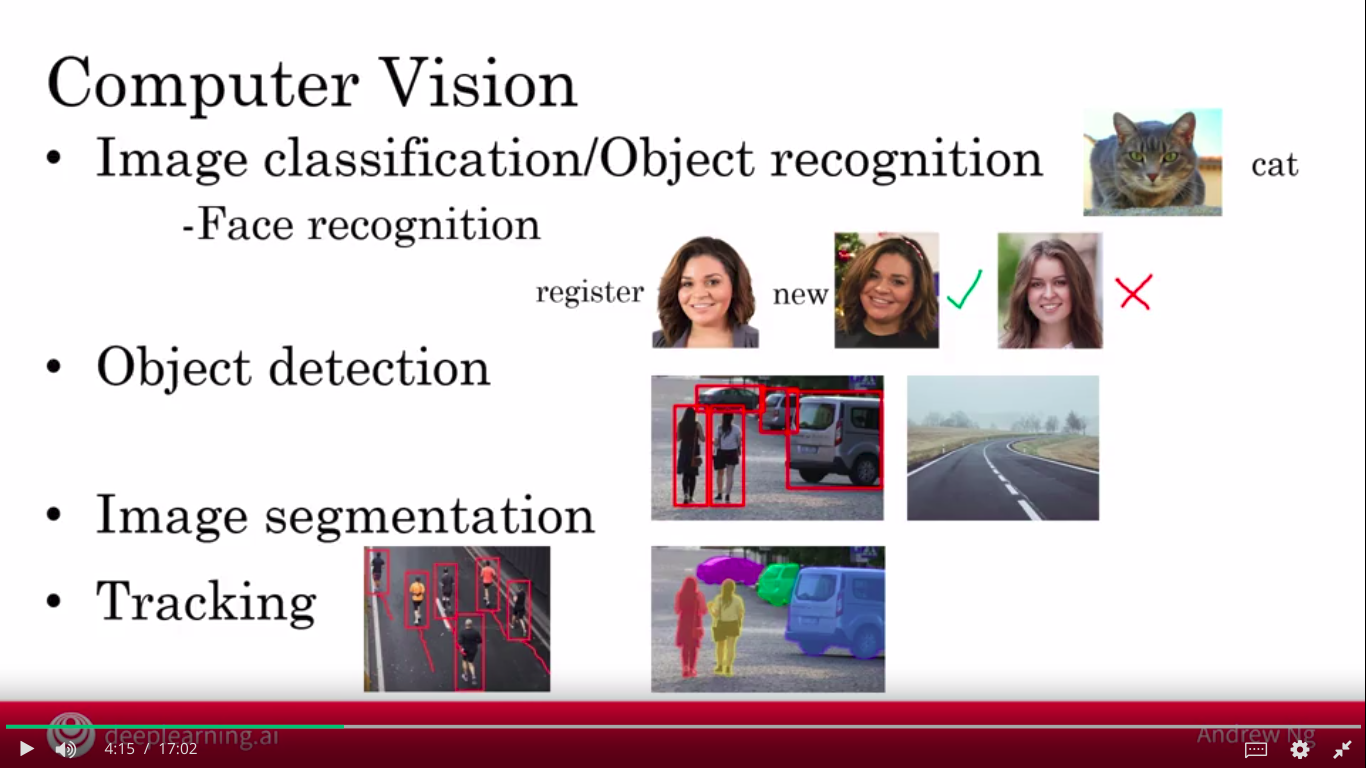 Computer Vision
• Image classification/Object recognition
cat
-Face recognition
register
new
• Object detection
• Image segmentation
• Tracking
deeplearning.ai
Andrew Ng
4:15 / 17:02